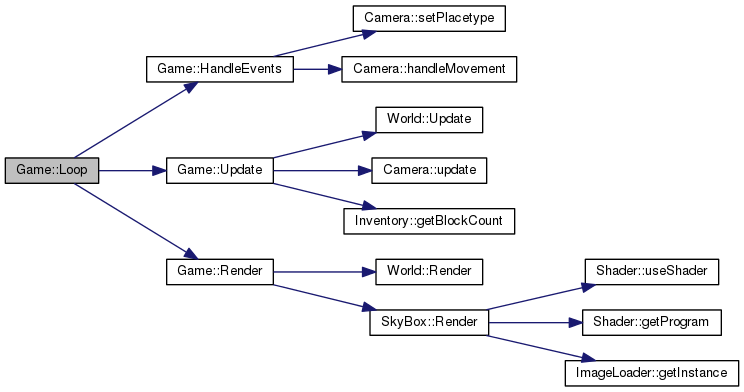 Camera::setPlacetype
Game::HandleEvents
Camera::handleMovement
World::Update
Game::Loop
Game::Update
Camera::update
Inventory::getBlockCount
Game::Render
World::Render
Shader::useShader
SkyBox::Render
Shader::getProgram
ImageLoader::getInstance